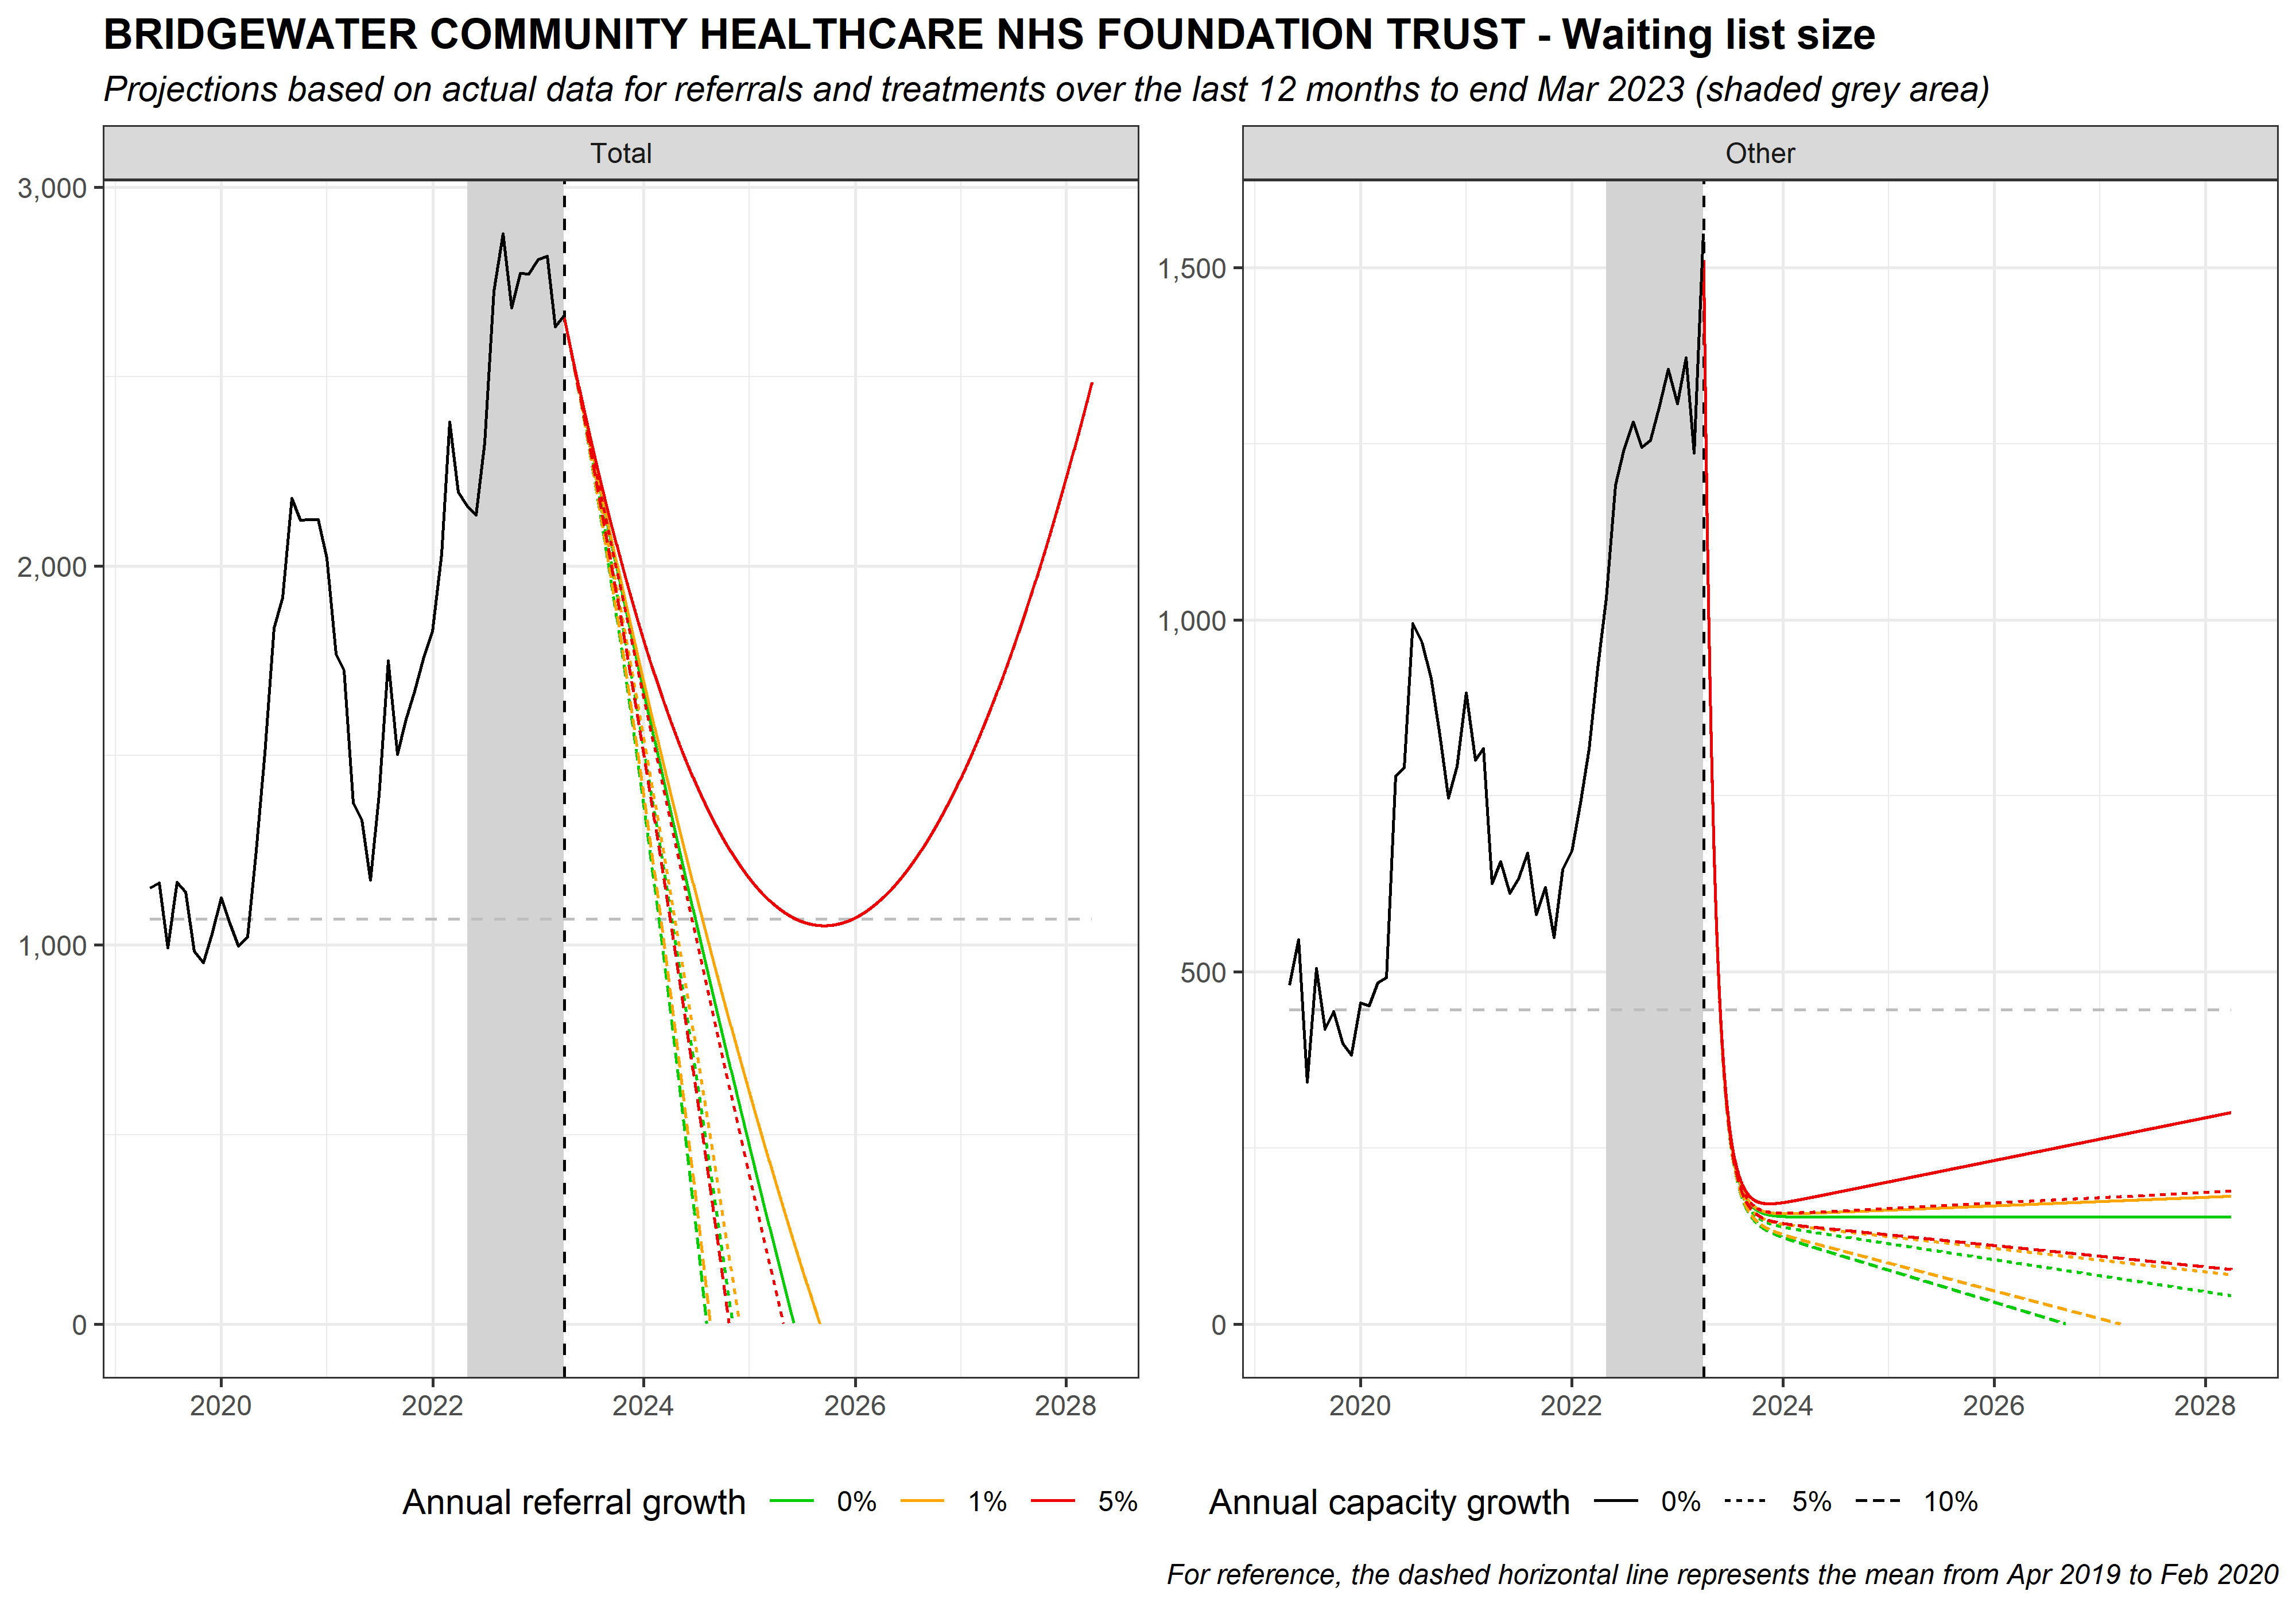 BRIDGEWATER COMMUNITY HEALTHCARE NHS FOUNDATION TRUST - Waiting list size
Projections based on actual data for referrals and treatments over the last 12 months to end Mar 2023 (shaded grey area)
Total
3,000
2,000
1,000
0
2020 2022 2024 2026 2028
Other
1,500
1,000
500
0
2020 2022 2024 2026 2028
Annual referral growth 0% 1% 5%
Annual capacity growth 0% 5% 10%
For reference, the dashed horizontal line represents the mean from Apr 2019 to Feb 2020